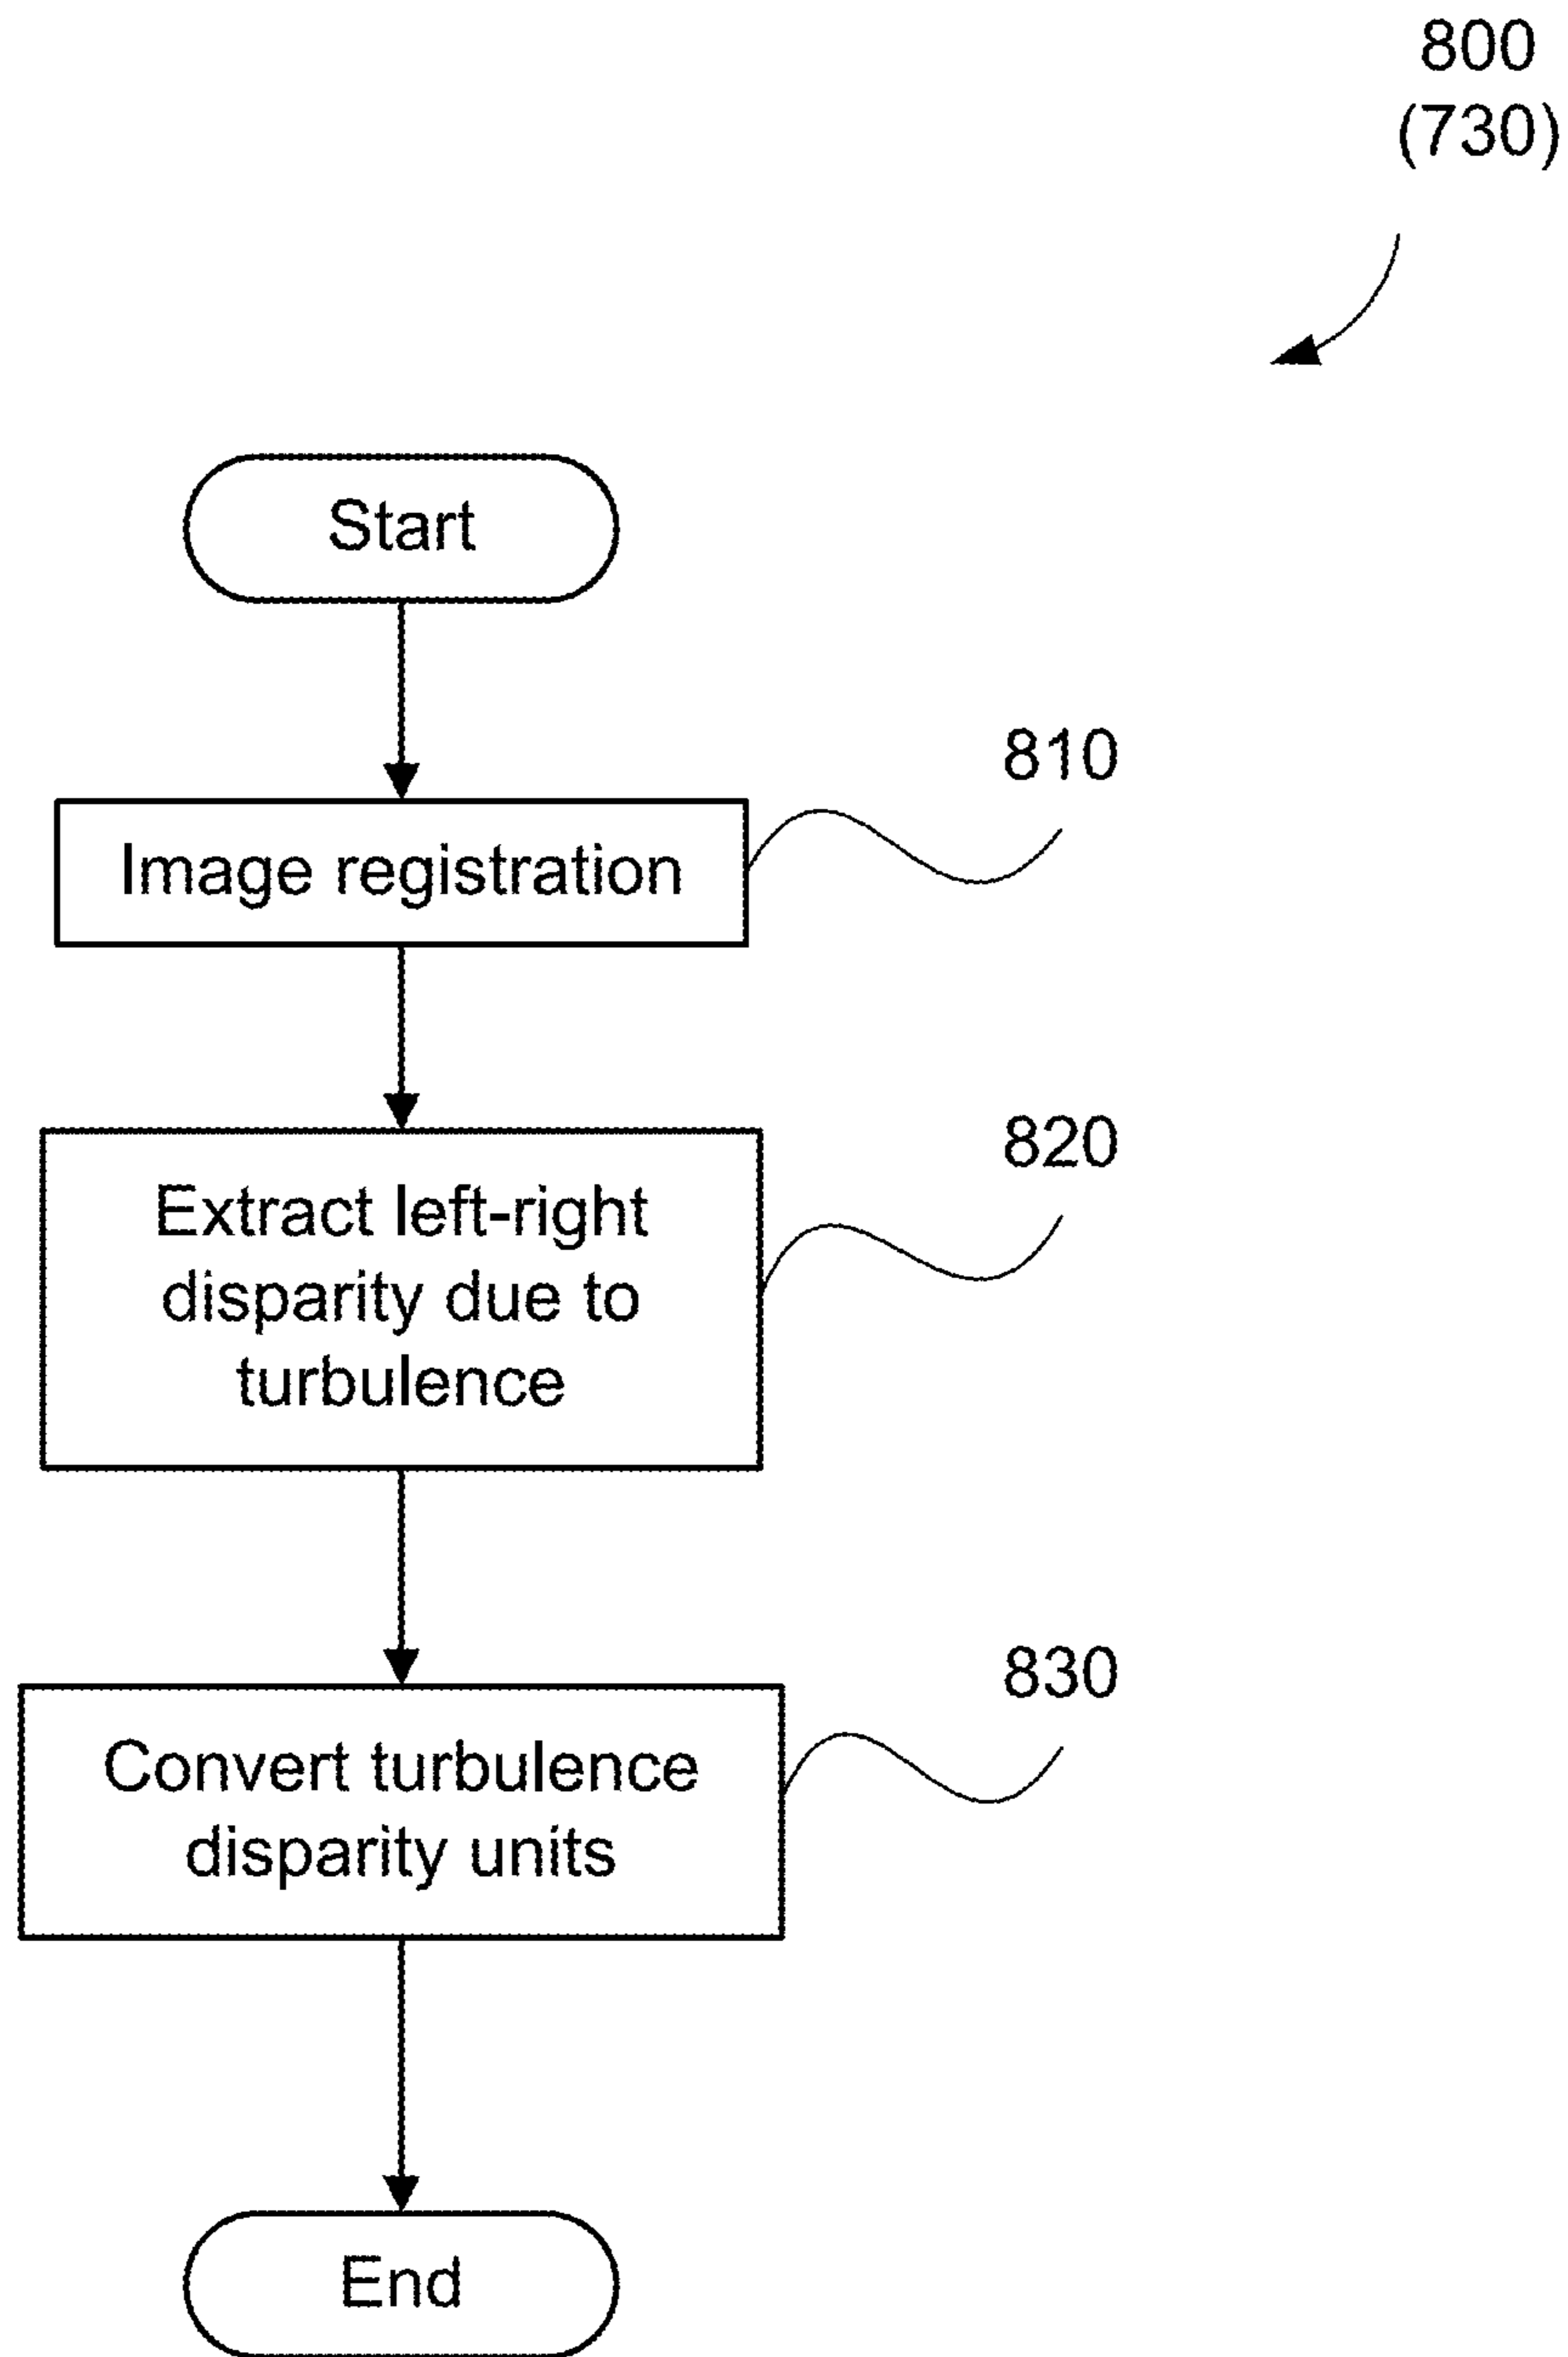 800
(730)
Start
810
Image registration
820
Extract left-right
disparity due to
turbulence
830
Convert turbulence
disparity units
End